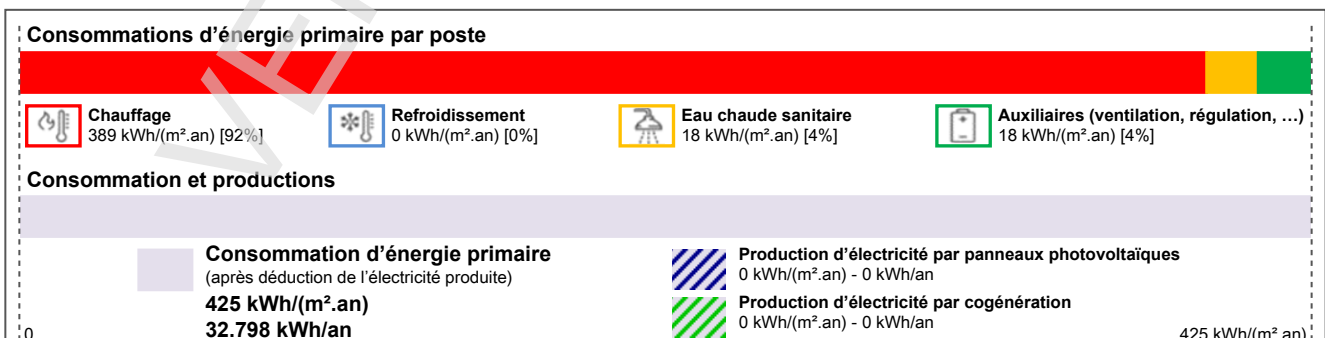 Consommations d'énergie primaire par poste
Chauffage
389 kWh/(m².an) [92%]
Refroidissement
0 kWh/(m².an) [0%]
Eau chaude sanitaire
18 kWh/(m².an) [4%]
Auxiliaires (ventilation, régulation, …)
18 kWh/(m².an) [4%]
Consommation et productions
Consommation d'énergie primaire
(après déduction de l'électricité produite)
425 kWh/(m².an)
32.798 kWh/an
Production d'électricité par panneaux photovoltaïques
0 kWh/(m².an) - 0 kWh/an
Production d'électricité par cogénération
0 kWh/(m².an) - 0 kWh/an
0
425 kWh/(m².an)